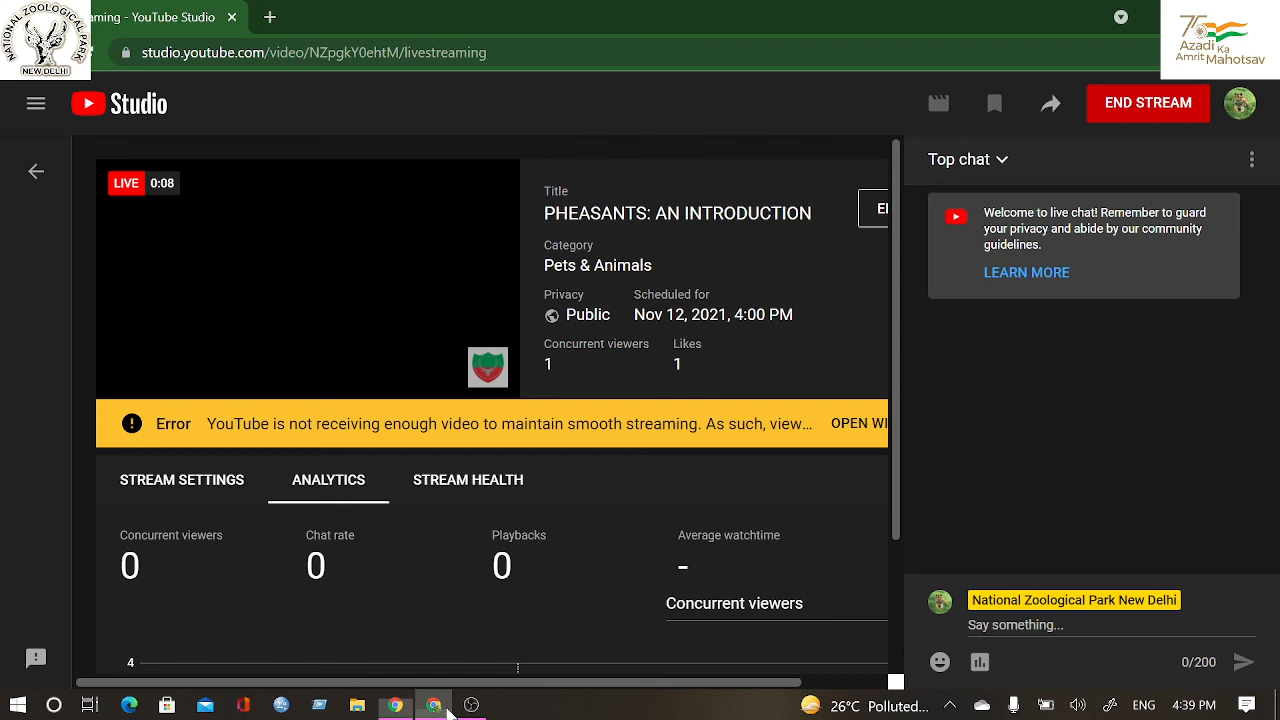 NATIONAL ZOOLOGICAL PARK
NEW DELHI
aming - YouTube Studio
studio.youtube.com/video/NZpgkY0ehtM/livestreaming
75
Azadi Ka
Amrit Mahotsav
Studio
END STREAM
LIVE 0:08
Title
PHEASANTS: AN INTRODUCTION
Category
Pets & Animals
Privacy Scheduled for
Public Nov 12, 2021, 4:00 PM
Concurrent viewers Likes
1 1
Top chat
Welcome to live chat! Remember to guard
your privacy and abide by our community
guidelines.
LEARN MORE
Error YouTube is not receiving enough video to maintain smooth streaming. As such, view... OPEN WI
STREAM SETTINGS ANALYTICS STREAM HEALTH
Concurrent viewers Chat rate Playbacks Average watchtime
0 0 0 -
Concurrent viewers
4
National Zoological Park New Delhi
Say something...
0/200
26°C Polluted... 4:39 PM